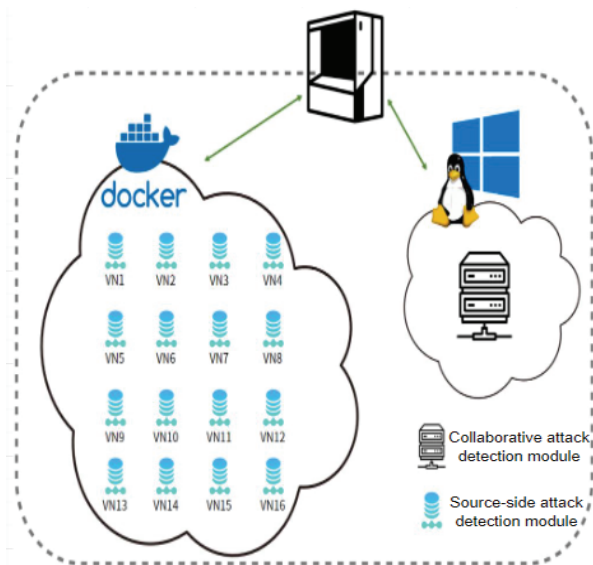 docker
VN1 VN2 VN3 VN4
VN5 VN6 VN7 VN8
VN9 VN10 VN11 VN12
VN13 VN14 VN15 VN16
Collaborative attack
detection module
Source-side attack
detection module